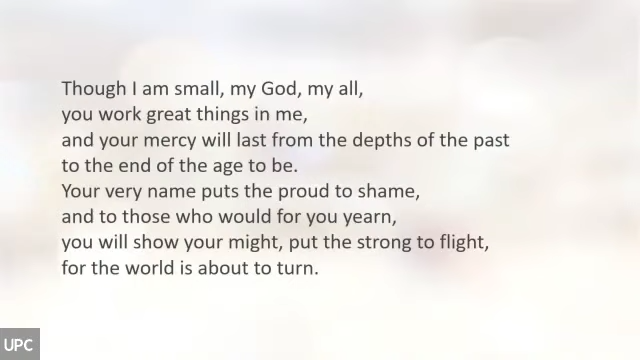 Though I am small, my God, my all,
you work great things in me,
and your mercy will last from the depths of the past
to the end of the age to be.
Your very name puts the proud to shame,
and to those who would for you yearn,
you will show your might, put the strong to flight,
for the world is about to turn.
UPC